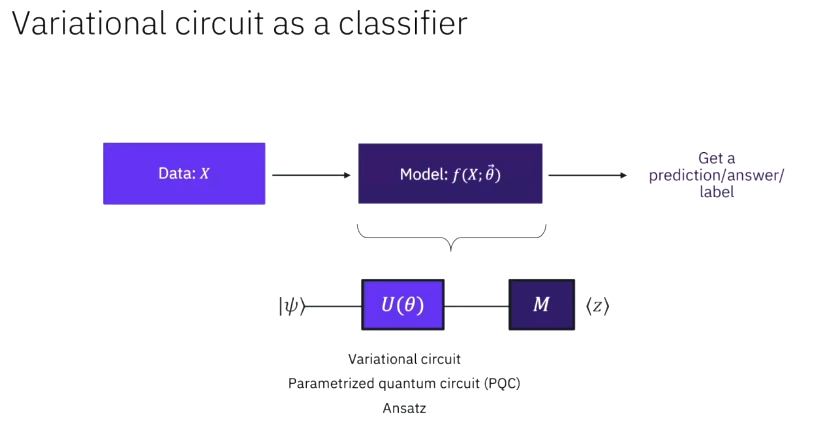 Variational circuit as a classifier
Data: X
Model: f(X; θ⃗)
Get a
prediction/answer/
label
|ψ⟩
U(θ)
M
⟨z⟩
Variational circuit
Parametrized quantum circuit (PQC)
Ansatz